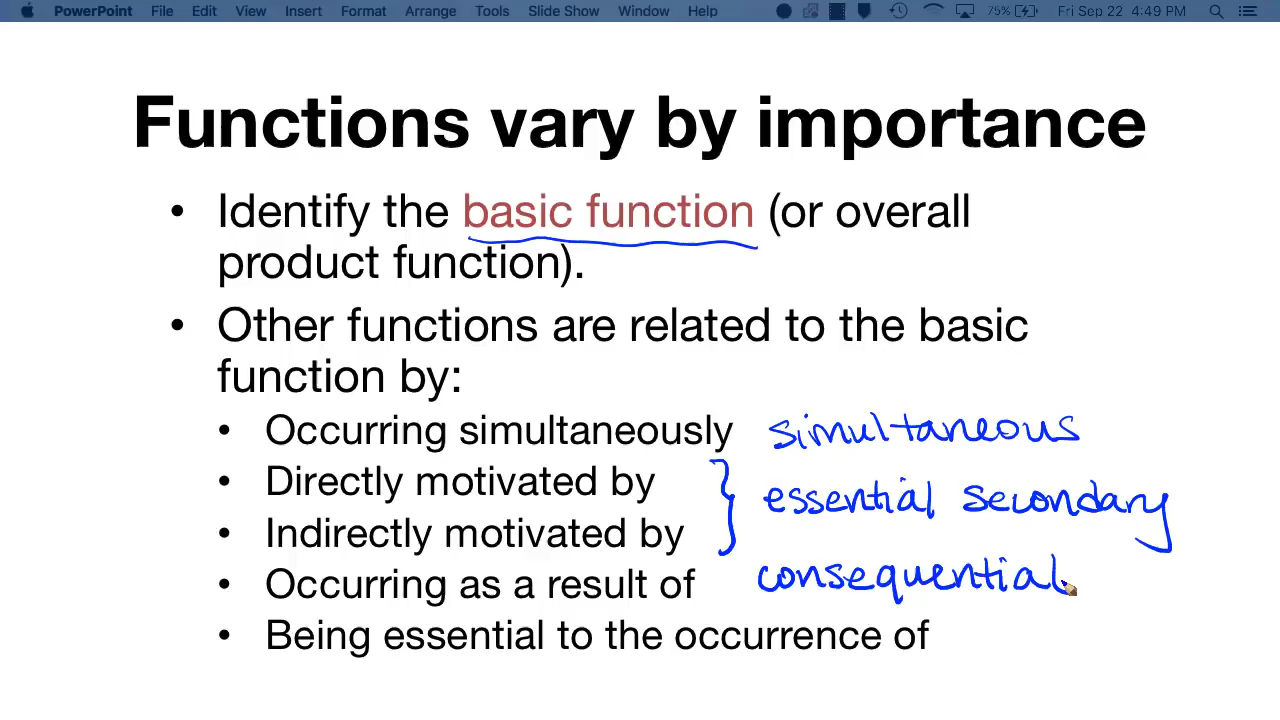 PowerPoint File Edit View Insert Format Arrange Tools Slide Show Window Help 75% Fri Sep 22 4:49 PM
Functions vary by importance
• Identify the basic function (or overall
product function).
• Other functions are related to the basic
function by:
• Occurring simultaneously simultaneous
• Directly motivated by
} essential secondary
• Indirectly motivated by
• Occurring as a result of consequential
• Being essential to the occurrence of